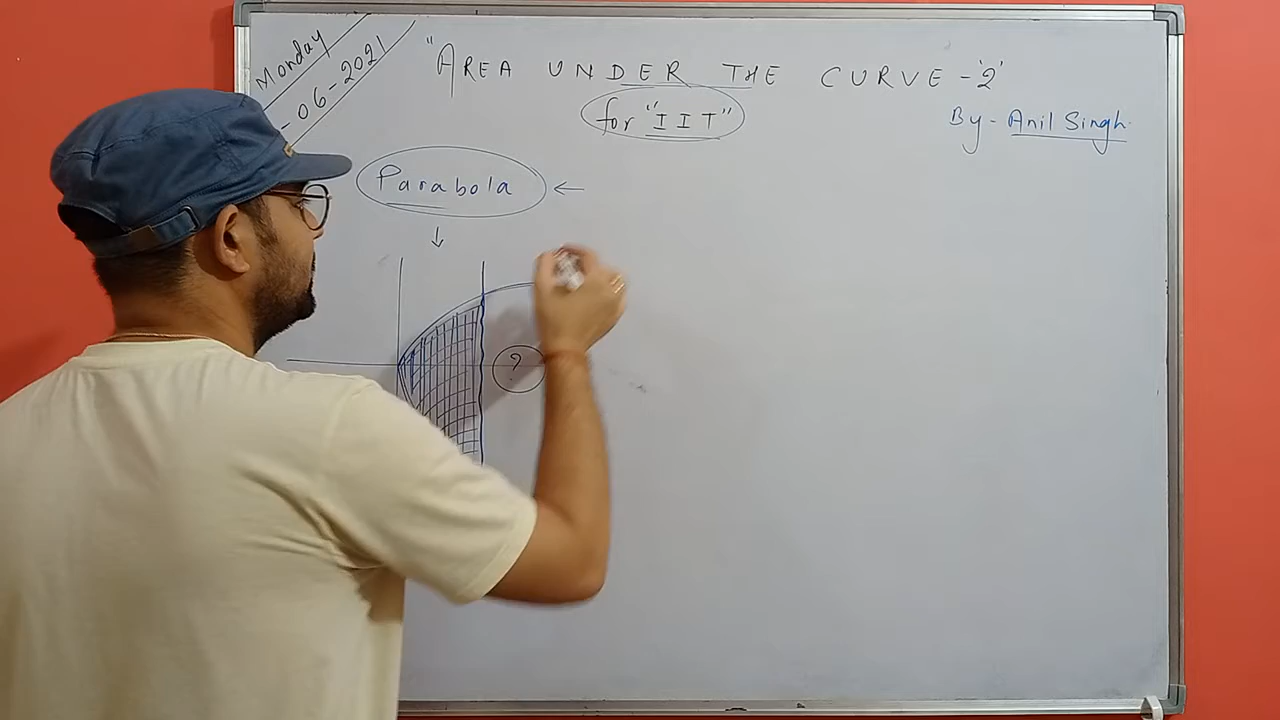 Monday
-06-2021
"AREA UNDER THE CURVE-'2'
for "IIT"
By- Anil Singh
Parabola
?